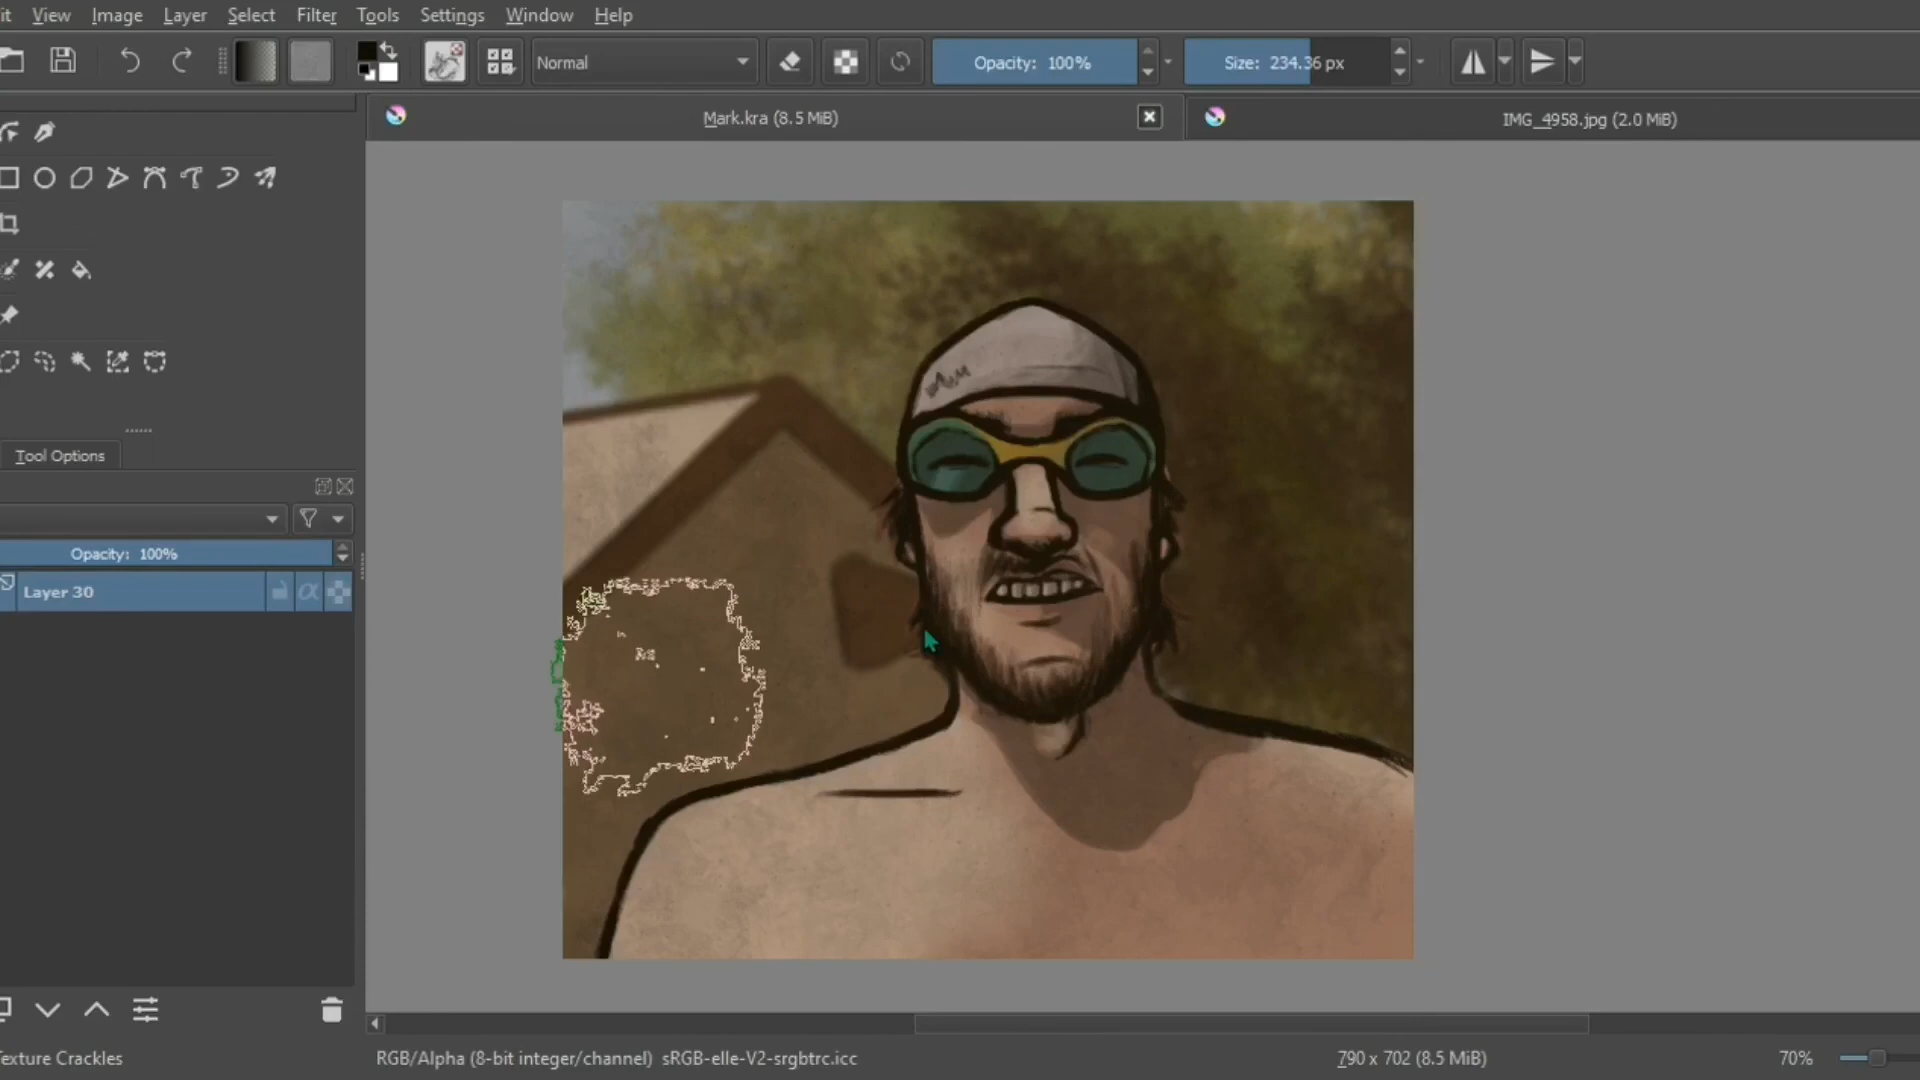 it View Image Layer Select Filter Tools Settings Window Help
Normal Opacity: 100% Size: 234.36 px
Mark.kra (8.5 MiB) IMG_4958.jpg (2.0 MiB)
Tool Options
Opacity: 100%
Layer 30
Texture Crackles RGB/Alpha (8-bit integer/channel) sRGB-elle-V2-srgbtrc.icc 790 x 702 (8.5 MiB) 70%